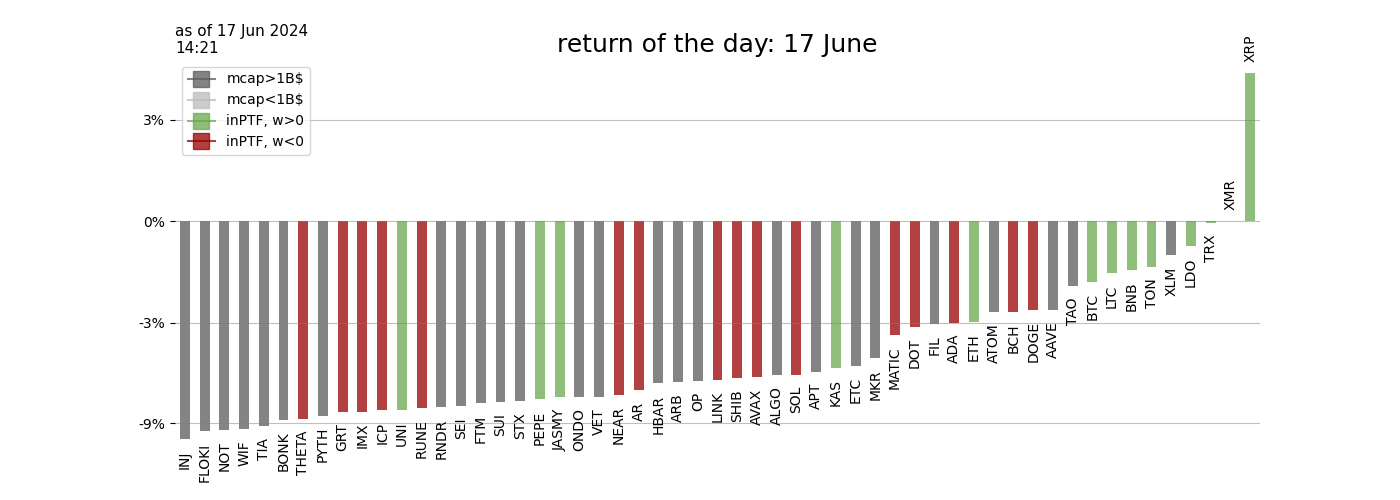 as of 17 Jun 2024
14:21
return of the day: 17 June
mcap>1B$
mcap<1B$
inPTF, w>0
inPTF, w<0
3%
0%
-3%
-9%
INJ
FLOKI
NOT
WIF
TIA
BONK
THETA
PYTH
GRT
IMX
ICP
UNI
RUNE
RNDR
SEI
FTM
SUI
STX
PEPE
JASMY
ONDO
VET
NEAR
AR
HBAR
ARB
OP
LINK
SHIB
AVAX
ALGO
SOL
APT
KAS
ETC
MKR
MATIC
DOT
FIL
ADA
ETH
ATOM
BCH
DOGE
AAVE
TAO
BTC
LTC
BNB
TON
XLM
LDO
TRX
XMR
XRP